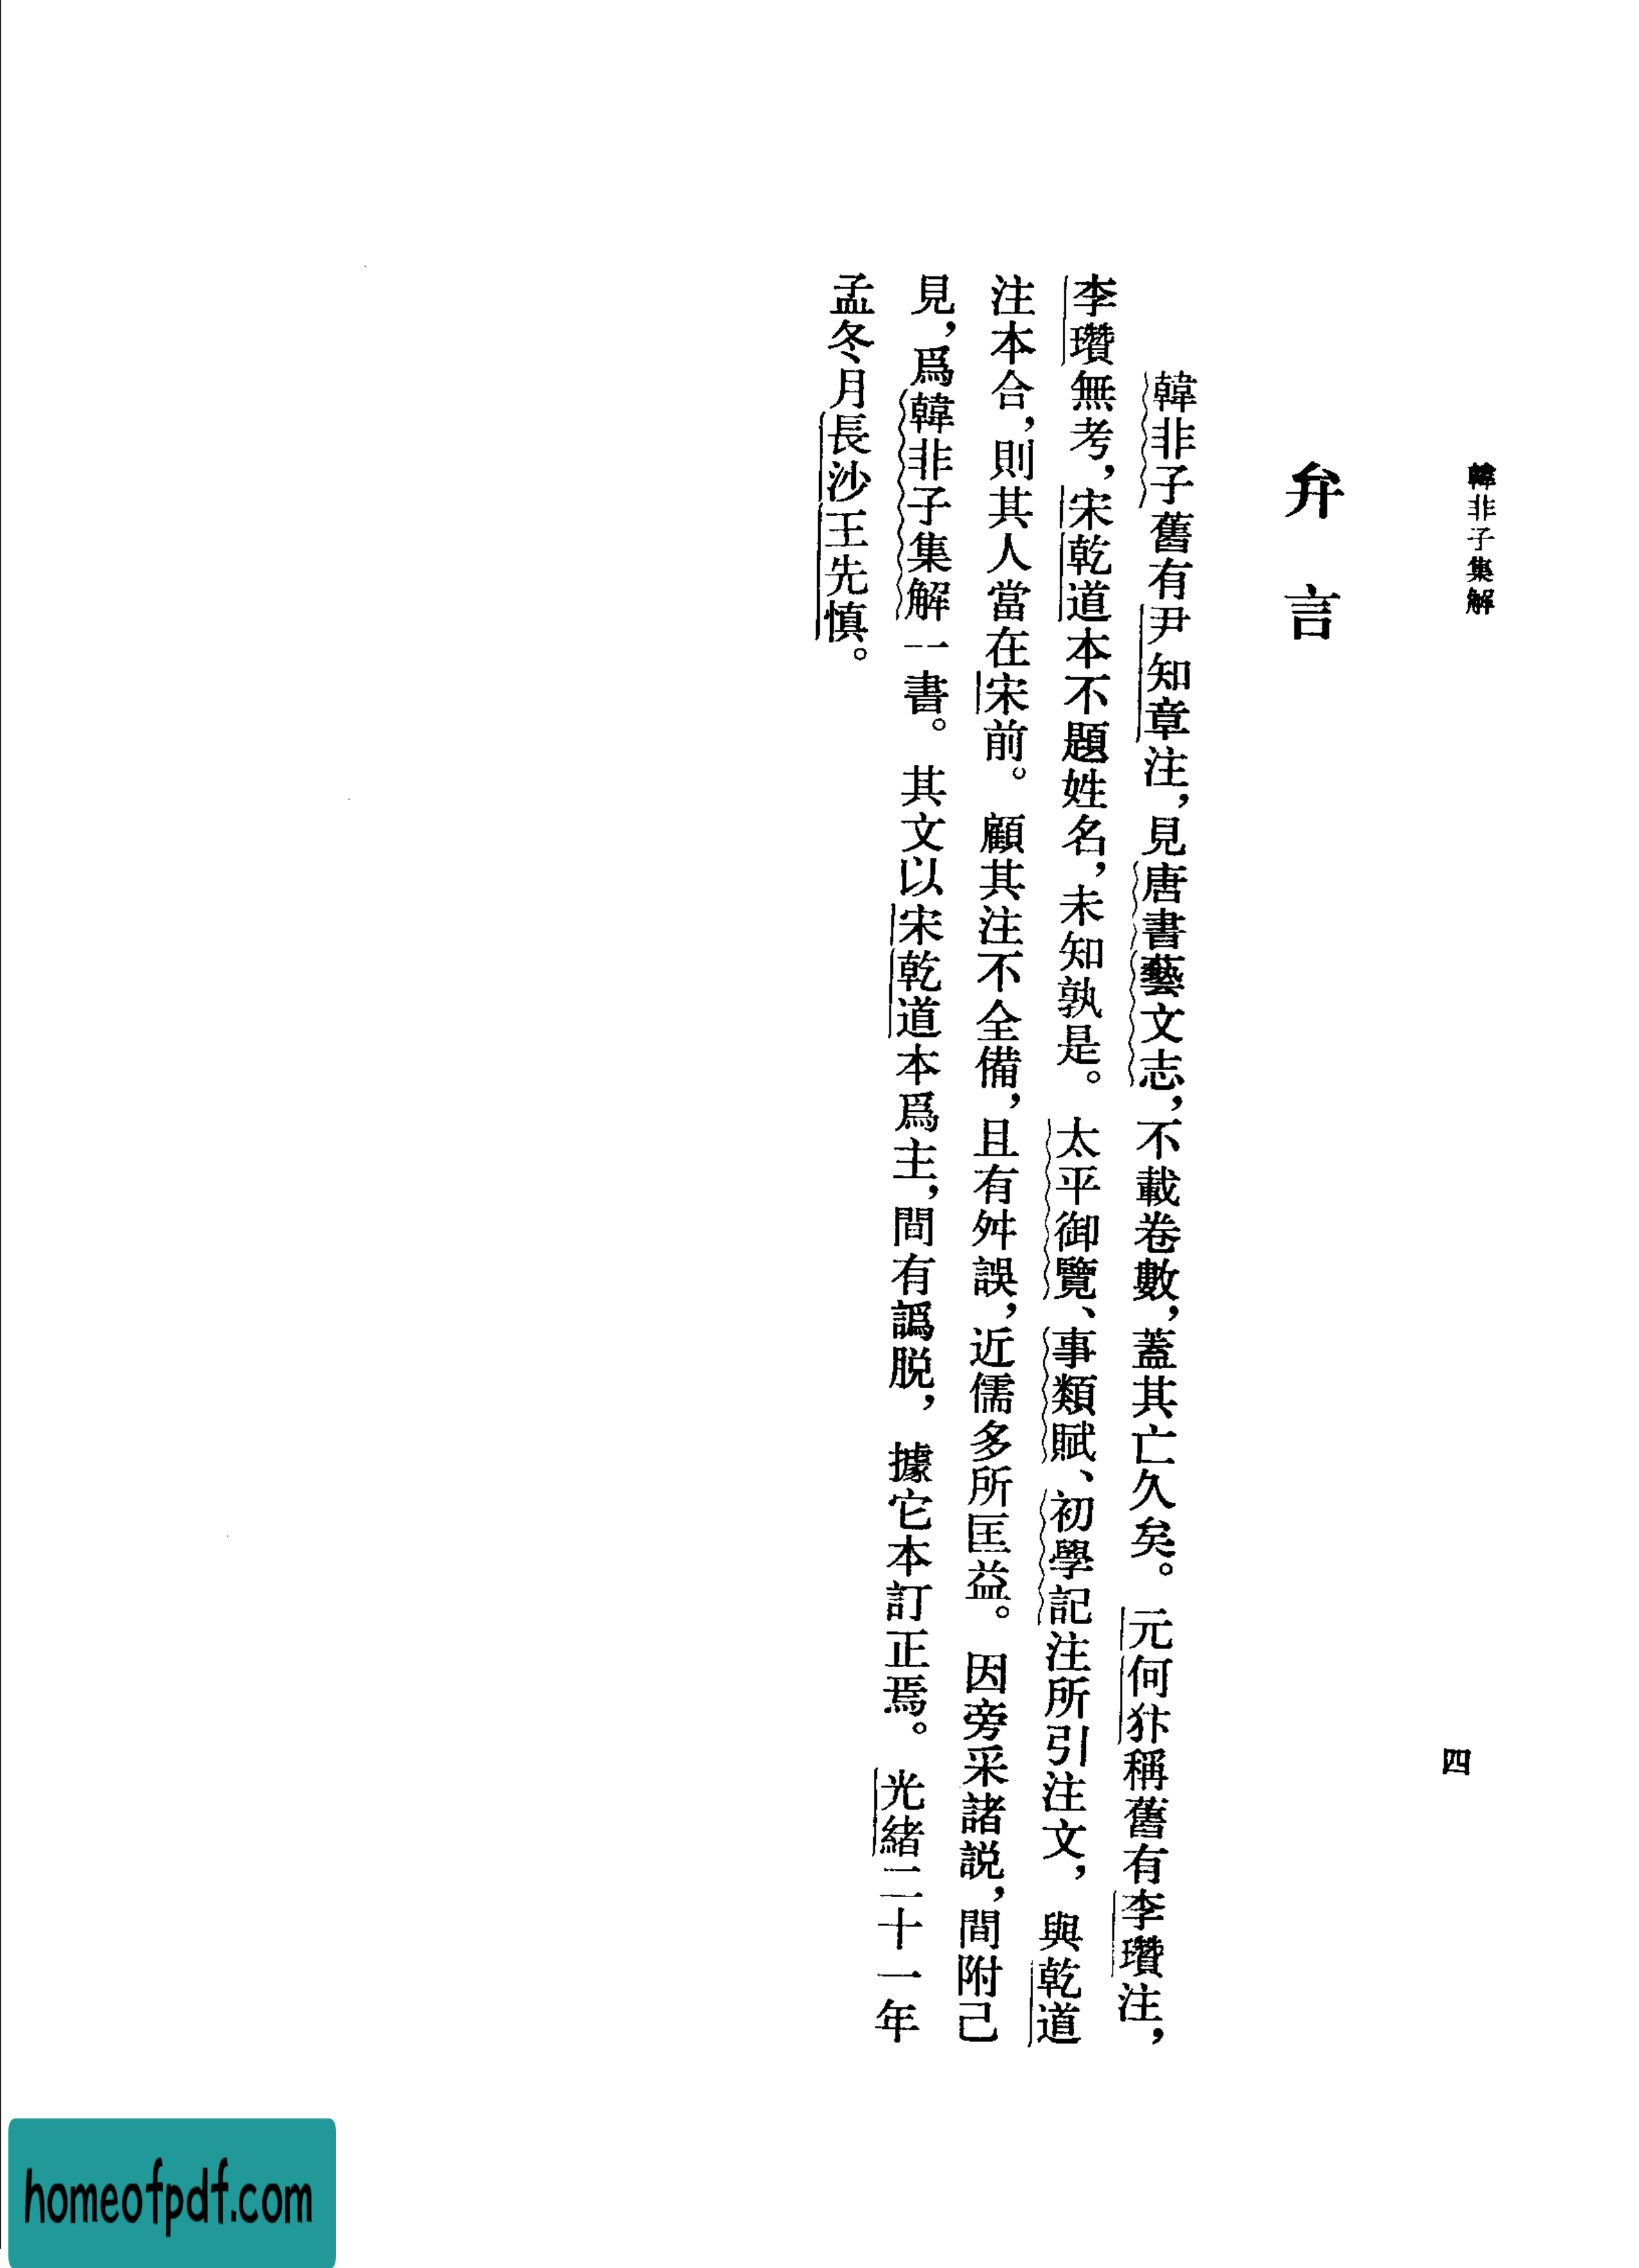 韓非子集解
四
弁言
韓非子舊有尹知章注，見唐書藝文志，不載卷數，蓋其亡久矣。元何犿稱舊有李瓚注，
李瓚無考，宋乾道本不題姓名，未知孰是。太平御覽、事類賦、初學記注所引注文，與乾道
注本合，則其人當在宋前。顧其注不全備，且有舛誤，近儒多所匡益。因旁采諸説，間附己
見，爲韓非子集解一書。其文以宋乾道本爲主，間有譌脱，據它本訂正焉。光緒二十一年
孟冬月長沙王先慎。
homeofpdf.com